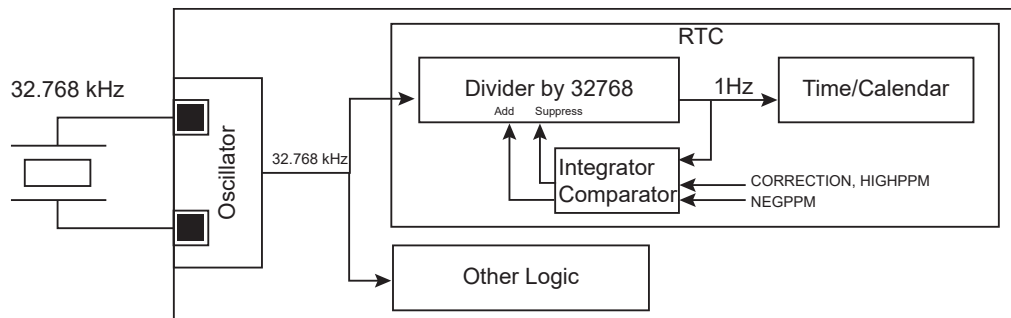 RTC
32.768 kHz
Divider by 32768
Add Suppress
1Hz
Time/Calendar
Oscillator
32.768 kHz
Integrator
Comparator
CORRECTION, HIGHPPM
NEGPPM
Other Logic